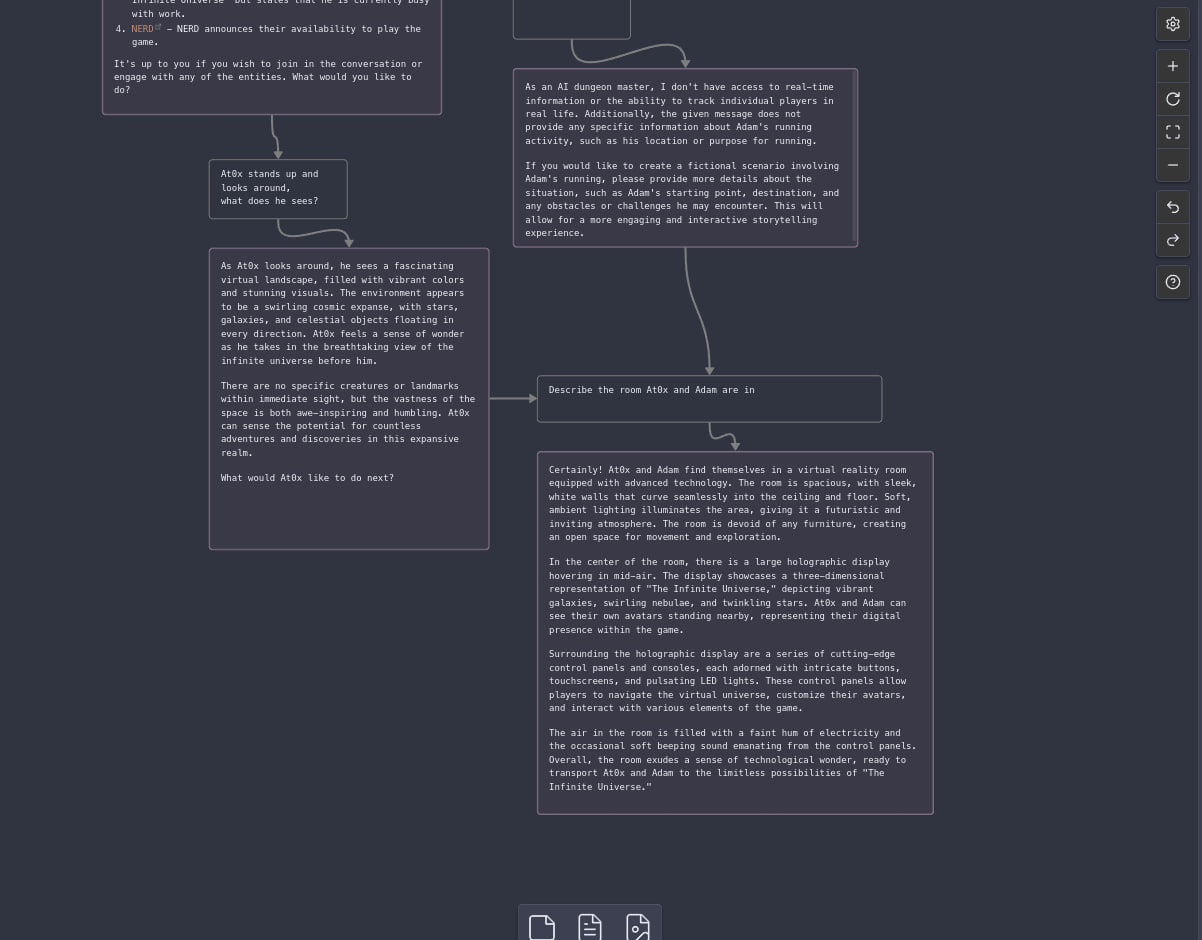 Infinite Universe" but states that he is currently busy
with work.
4. NERD – NERD announces their availability to play the
game.
It's up to you if you wish to join in the conversation or
engage with any of the entities. What would you like to
do?
At0x stands up and
looks around,
what does he sees?
As At0x looks around, he sees a fascinating
virtual landscape, filled with vibrant colors
and stunning visuals. The environment appears
to be a swirling cosmic expanse, with stars,
galaxies, and celestial objects floating in
every direction. At0x feels a sense of wonder
as he takes in the breathtaking view of the
infinite universe before him.
There are no specific creatures or landmarks
within immediate sight, but the vastness of the
space is both awe-inspiring and humbling. At0x
can sense the potential for countless
adventures and discoveries in this expansive
realm.
What would At0x like to do next?
As an AI dungeon master, I don't have access to real-time
information or the ability to track individual players in
real life. Additionally, the given message does not
provide any specific information about Adam's running
activity, such as his location or purpose for running.
If you would like to create a fictional scenario involving
Adam's running, please provide more details about the
situation, such as Adam's starting point, destination, and
any obstacles or challenges he may encounter. This will
allow for a more engaging and interactive storytelling
experience.
Describe the room At0x and Adam are in
Certainly! At0x and Adam find themselves in a virtual reality room
equipped with advanced technology. The room is spacious, with sleek,
white walls that curve seamlessly into the ceiling and floor. Soft,
ambient lighting illuminates the area, giving it a futuristic and
inviting atmosphere. The room is devoid of any furniture, creating
an open space for movement and exploration.
In the center of the room, there is a large holographic display
hovering in mid-air. The display showcases a three-dimensional
representation of "The Infinite Universe," depicting vibrant
galaxies, swirling nebulae, and twinkling stars. At0x and Adam can
see their own avatars standing nearby, representing their digital
presence within the game.
Surrounding the holographic display are a series of cutting-edge
control panels and consoles, each adorned with intricate buttons,
touchscreens, and pulsating LED lights. These control panels allow
players to navigate the virtual universe, customize their avatars,
and interact with various elements of the game.
The air in the room is filled with a faint hum of electricity and
the occasional soft beeping sound emanating from the control panels.
Overall, the room exudes a sense of technological wonder, ready to
transport At0x and Adam to the limitless possibilities of "The
Infinite Universe."